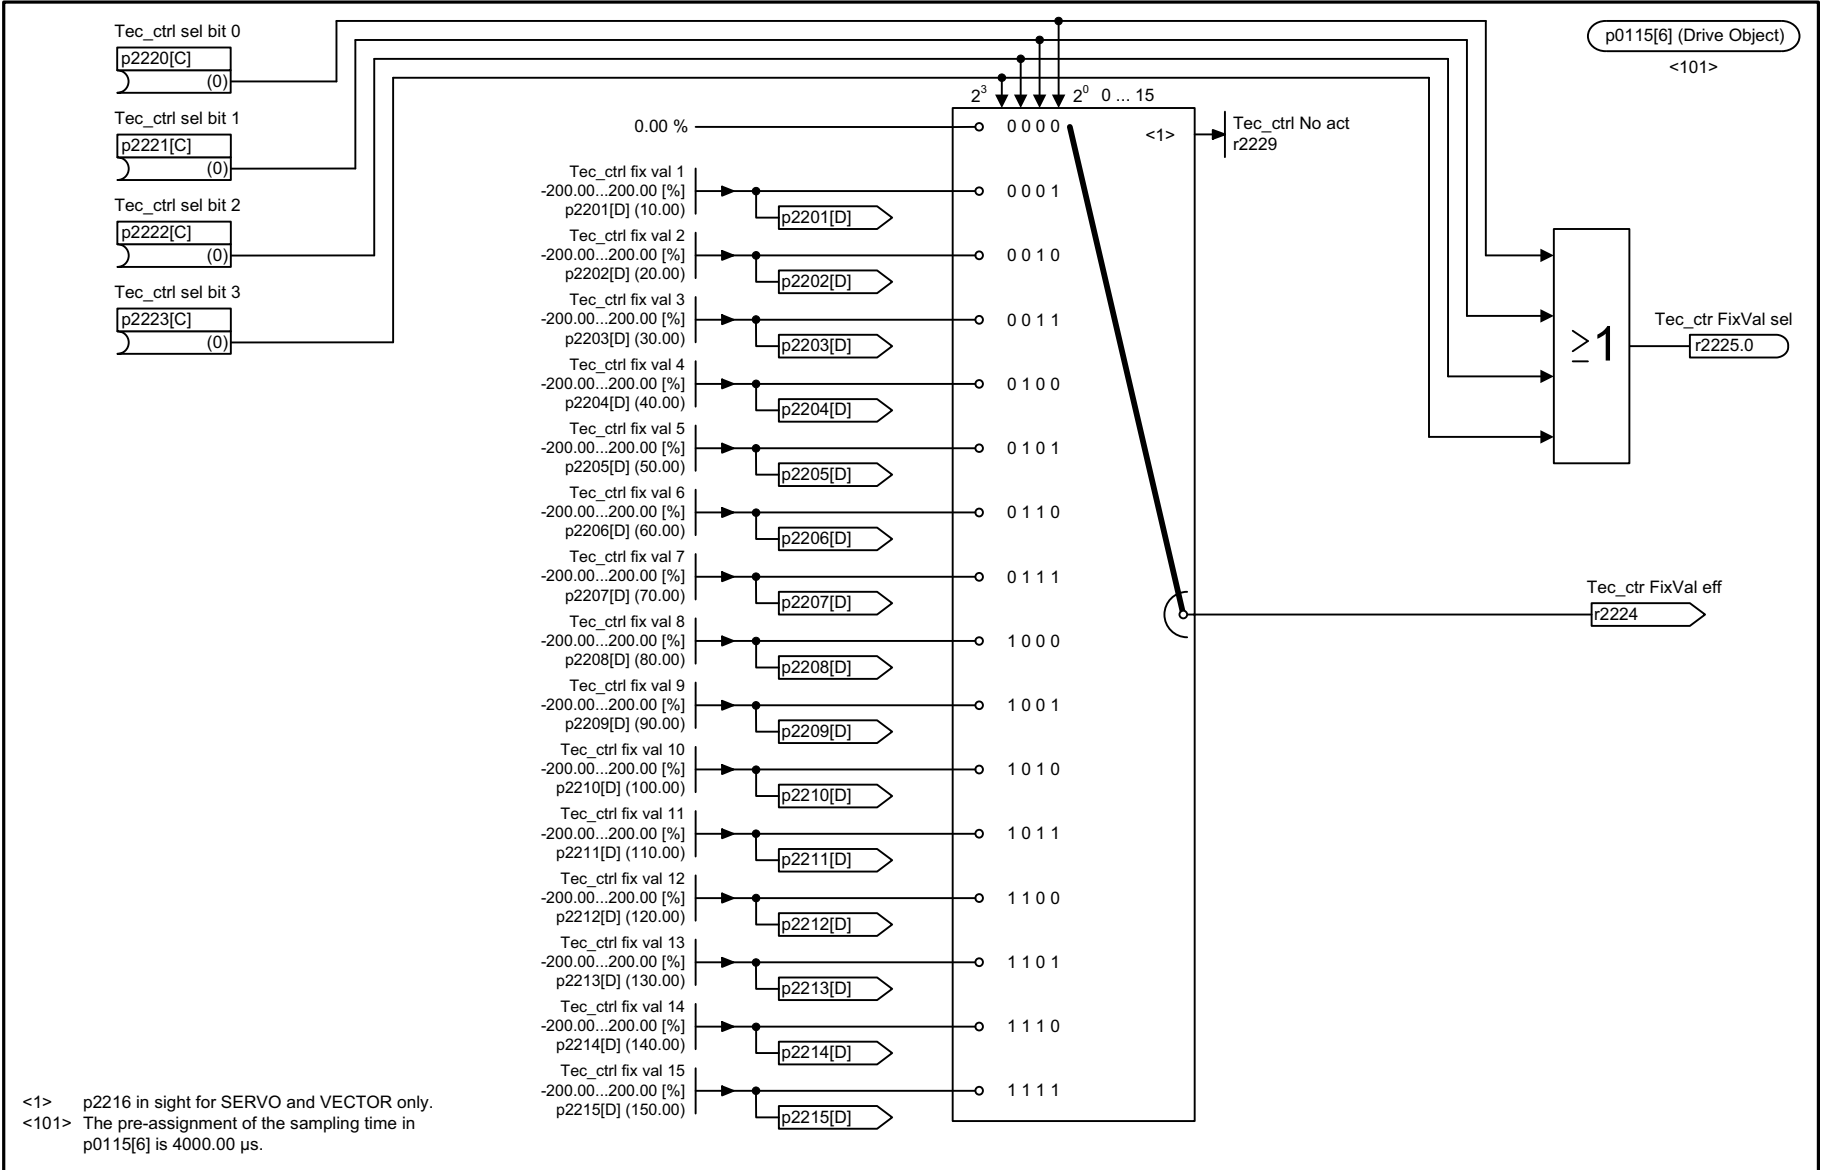 Tec_ctrl sel bit 0
p2220[C]
(0)
Tec_ctrl sel bit 1
p2221[C]
(0)
Tec_ctrl sel bit 2
p2222[C]
(0)
Tec_ctrl sel bit 3
p2223[C]
(0)
p0115[6] (Drive Object)
<101>
2³ 2⁰ 0 ... 15
0.00 % 0 0 0 0 <1>
Tec_ctrl No act
r2229
Tec_ctrl fix val 1
-200.00...200.00 [%] 0 0 0 1
p2201[D] (10.00) p2201[D]
Tec_ctrl fix val 2
-200.00...200.00 [%] 0 0 1 0
p2202[D] (20.00) p2202[D]
Tec_ctrl fix val 3
-200.00...200.00 [%] 0 0 1 1
p2203[D] (30.00) p2203[D]
Tec_ctrl fix val 4
-200.00...200.00 [%] 0 1 0 0
p2204[D] (40.00) p2204[D]
Tec_ctrl fix val 5
-200.00...200.00 [%] 0 1 0 1
p2205[D] (50.00) p2205[D]
Tec_ctrl fix val 6
-200.00...200.00 [%] 0 1 1 0
p2206[D] (60.00) p2206[D]
Tec_ctrl fix val 7
-200.00...200.00 [%] 0 1 1 1
p2207[D] (70.00) p2207[D]
Tec_ctrl fix val 8
-200.00...200.00 [%] 1 0 0 0
p2208[D] (80.00) p2208[D]
Tec_ctrl fix val 9
-200.00...200.00 [%] 1 0 0 1
p2209[D] (90.00) p2209[D]
Tec_ctrl fix val 10
-200.00...200.00 [%] 1 0 1 0
p2210[D] (100.00) p2210[D]
Tec_ctrl fix val 11
-200.00...200.00 [%] 1 0 1 1
p2211[D] (110.00) p2211[D]
Tec_ctrl fix val 12
-200.00...200.00 [%] 1 1 0 0
p2212[D] (120.00) p2212[D]
Tec_ctrl fix val 13
-200.00...200.00 [%] 1 1 0 1
p2213[D] (130.00) p2213[D]
Tec_ctrl fix val 14
-200.00...200.00 [%] 1 1 1 0
p2214[D] (140.00) p2214[D]
Tec_ctrl fix val 15
-200.00...200.00 [%] 1 1 1 1
p2215[D] (150.00) p2215[D]
≥1
Tec_ctr FixVal sel
r2225.0
Tec_ctr FixVal eff
r2224
<1> p2216 in sight for SERVO and VECTOR only.
<101> The pre-assignment of the sampling time in
p0115[6] is 4000.00 µs.